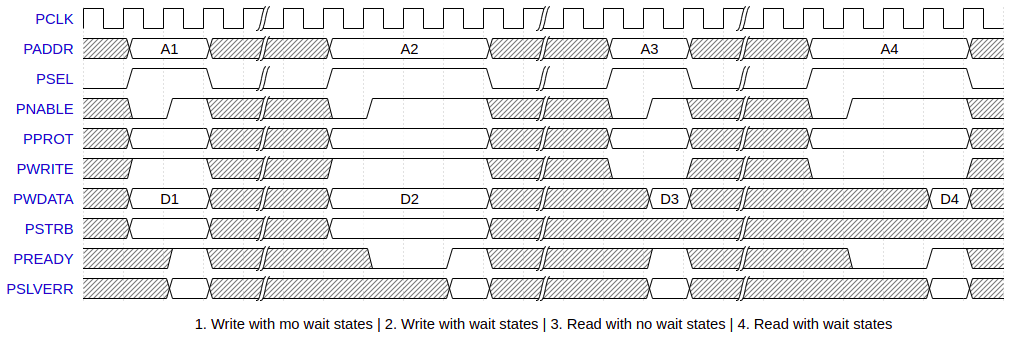 PCLK
PADDR A1 A2 A3 A4
PSEL
PNABLE
PPROT
PWRITE
PWDATA D1 D2 D3 D4
PSTRB
PREADY
PSLVERR
1. Write with mo wait states | 2. Write with wait states | 3. Read with no wait states | 4. Read with wait states